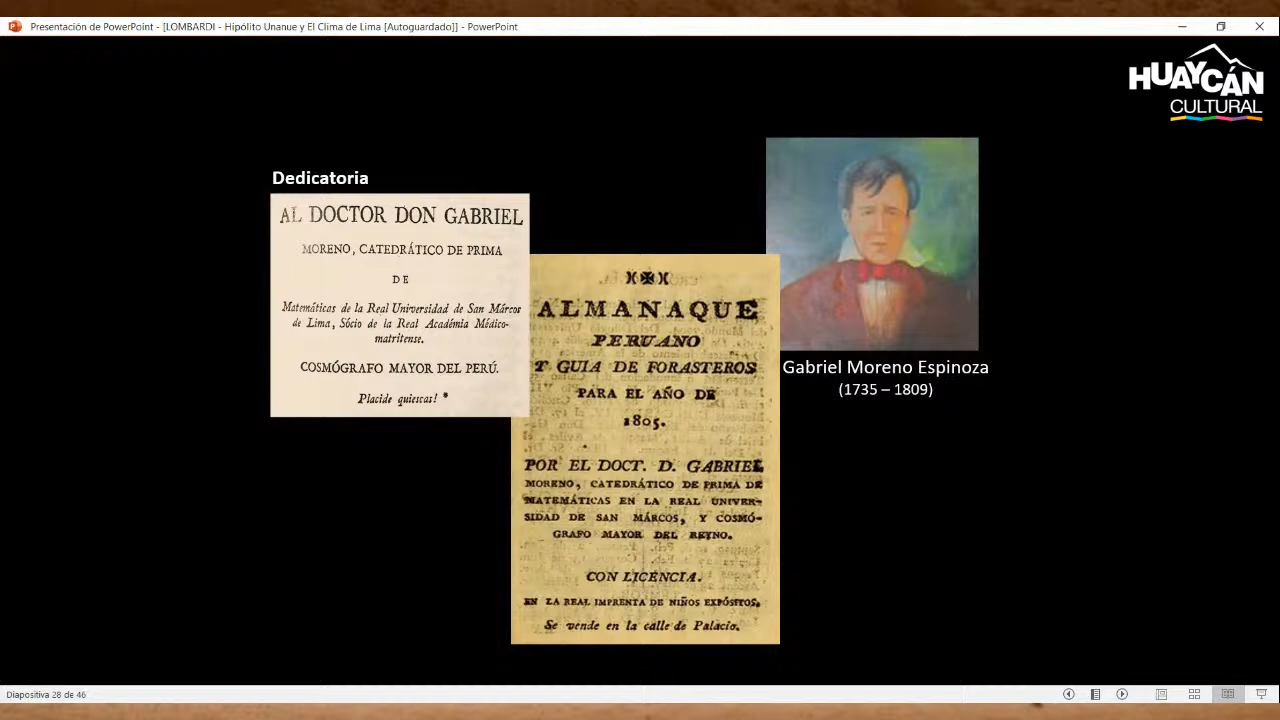 Presentación de PowerPoint - [LOMBARDI - Hipólito Unanue y El Clima de Lima [Autoguardado]] - PowerPoint
HUAYCÁN
CULTURAL
Dedicatoria
AL DOCTOR DON GABRIEL
MORENO, CATEDRÁTICO DE PRIMA
DE
Matemáticas de la Real Universidad de San Márcos
de Lima, Sócio de la Real Académia Médico-
matritense.
COSMÓGRAFO MAYOR DEL PERÚ.
Placide quiescas! *
ALMANAQUE
PERUANO
Y GUIA DE FORASTEROS
PARA EL AÑO DE
1805.
POR EL DOCT. D. GABRIEL
MORENO, CATEDRÁTICO DE PRIMA DE
MATEMÁTICAS EN LA REAL UNIVER-
SIDAD DE SAN MÁRCOS, Y COSMÓ-
GRAFO MAYOR DEL REYNO.
CON LICENCIA.
EN LA REAL IMPRENTA DE NIÑOS EXPÓSITOS.
Se vende en la calle de Palacio.
Gabriel Moreno Espinoza
(1735 – 1809)
Diapositiva 28 de 46